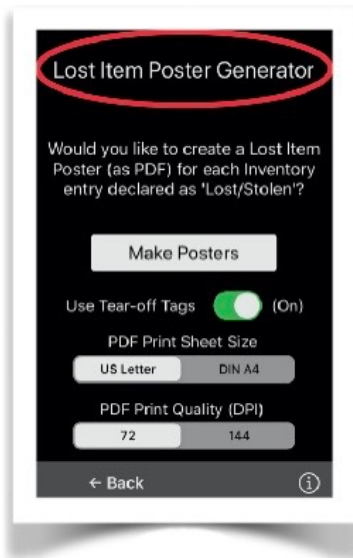 Lost Item Poster Generator
Would you like to create a Lost Item
Poster (as PDF) for each Inventory
entry declared as 'Lost/Stolen'?
Make Posters
Use Tear-off Tags (On)
PDF Print Sheet Size
US Letter DIN A4
PDF Print Quality (DPI)
72 144
← Back